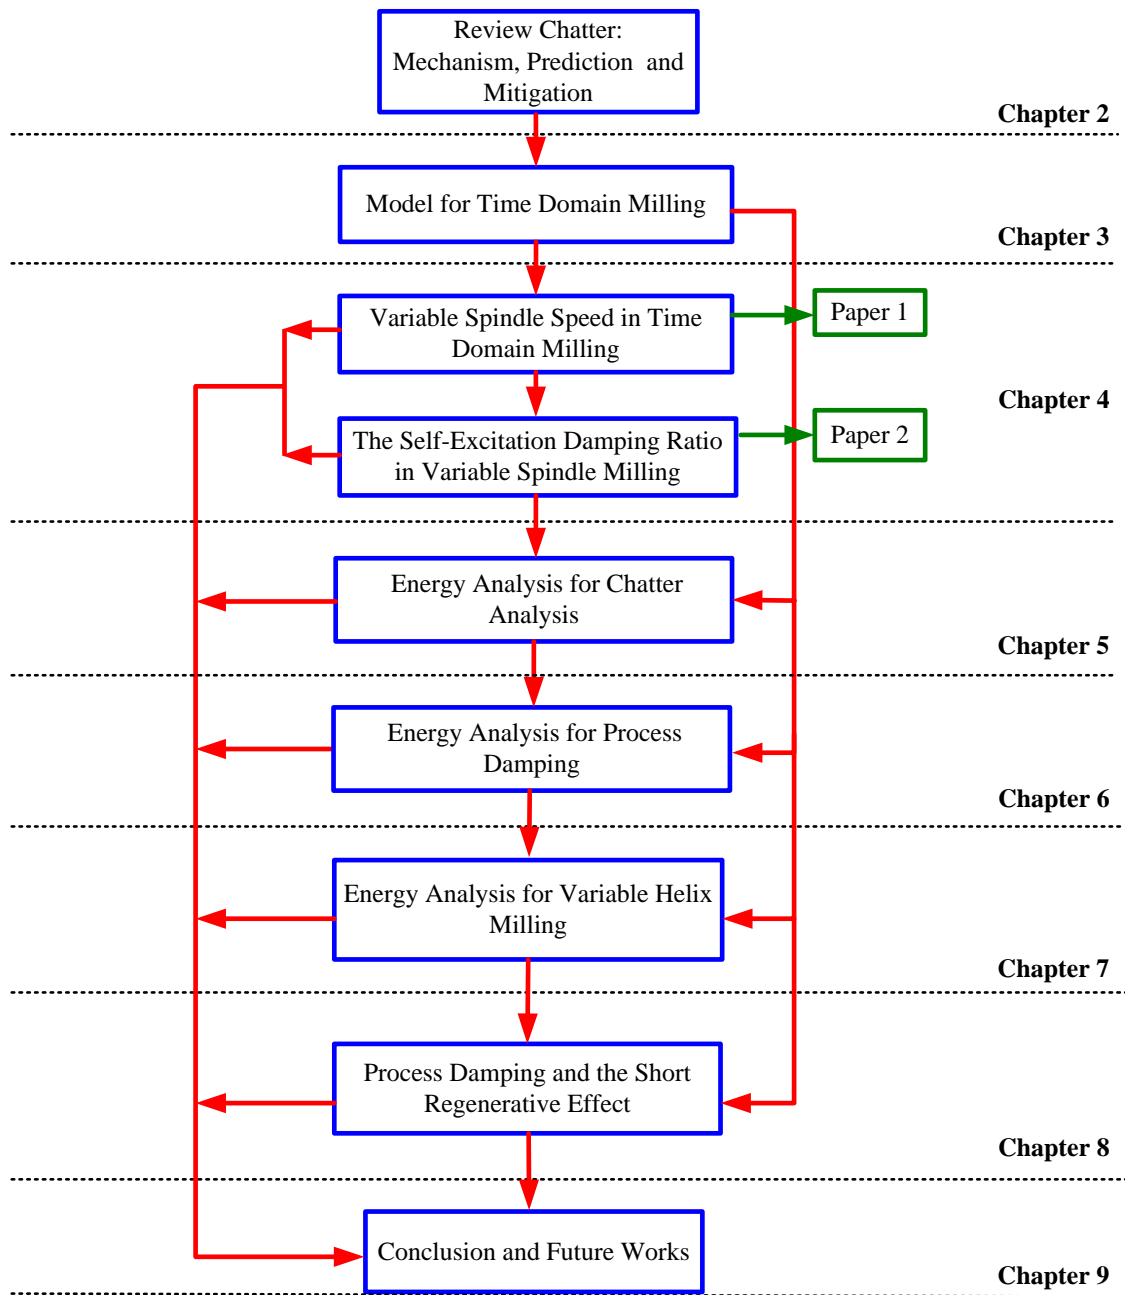 Review Chatter:
Mechanism, Prediction and
Mitigation
Chapter 2
Model for Time Domain Milling
Chapter 3
Variable Spindle Speed in Time
Domain Milling
Paper 1
Chapter 4
The Self-Excitation Damping Ratio
in Variable Spindle Milling
Paper 2
Energy Analysis for Chatter
Analysis
Chapter 5
Energy Analysis for Process
Damping
Chapter 6
Energy Analysis for Variable Helix
Milling
Chapter 7
Process Damping and the Short
Regenerative Effect
Chapter 8
Conclusion and Future Works
Chapter 9